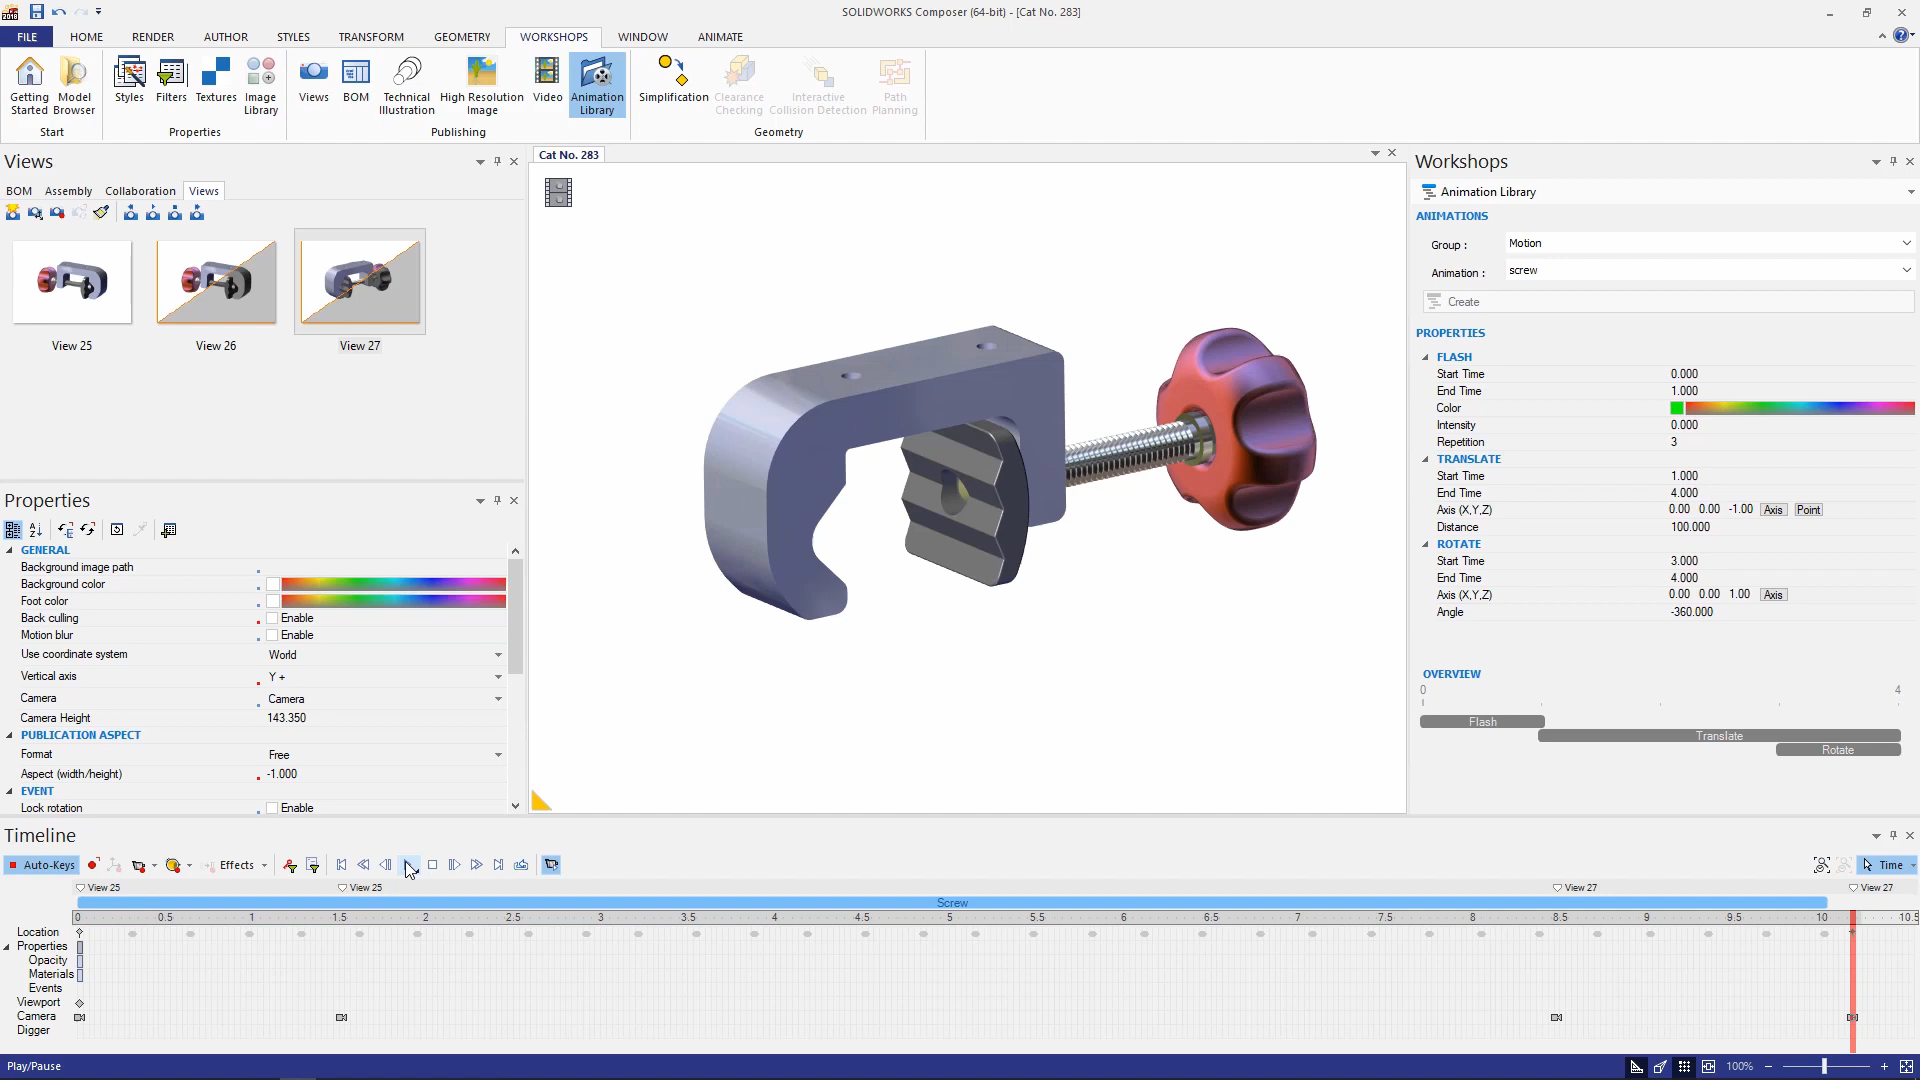 SOLIDWORKS Composer (64-bit) - [Cat No. 283]
FILE HOME RENDER AUTHOR STYLES TRANSFORM GEOMETRY WORKSHOPS WINDOW ANIMATE
Getting Started
Model Browser
Styles
Filters
Textures
Image Library
Views
BOM
Technical Illustration
High Resolution Image
Video
Animation Library
Simplification
Clearance Checking
Interactive Collision Detection
Path Planning
Start Properties Publishing Geometry
Views
BOM Assembly Collaboration Views
View 25 View 26 View 27
Properties
GENERAL
Background image path
Background color
Foot color
Back culling Enable
Motion blur Enable
Use coordinate system World
Vertical axis Y +
Camera Camera
Camera Height 143.350
PUBLICATION ASPECT
Format Free
Aspect (width/height) -1.000
EVENT
Lock rotation Enable
Cat No. 283
Workshops
Animation Library
ANIMATIONS
Group : Motion
Animation : screw
Create
PROPERTIES
FLASH
Start Time 0.000
End Time 1.000
Color
Intensity 0.000
Repetition 3
TRANSLATE
Start Time 1.000
End Time 4.000
Axis (X,Y,Z) 0.00 0.00 -1.00 Axis Point
Distance 100.000
ROTATE
Start Time 3.000
End Time 4.000
Axis (X,Y,Z) 0.00 0.00 1.00 Axis
Angle -360.000
OVERVIEW
0 4
Flash
Translate
Rotate
Timeline
Auto-Keys Effects Time
View 25 View 25 View 27 View 27
Screw
0 0.5 1 1.5 2 2.5 3 3.5 4 4.5 5 5.5 6 6.5 7 7.5 8 8.5 9 9.5 10 10.5
Location
Properties
Opacity
Materials
Events
Viewport
Camera
Digger
Play/Pause 100%